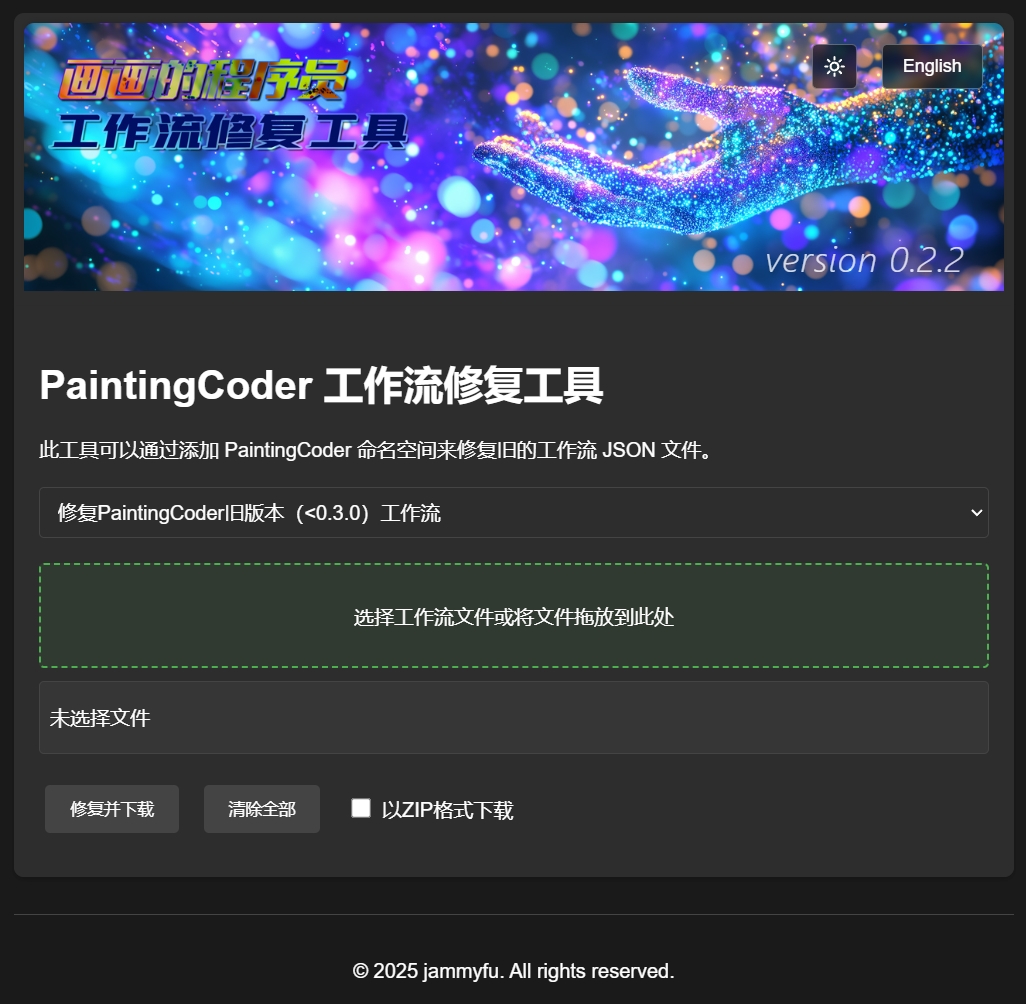 画画的程序员
工作流修复工具
English
version 0.2.2
PaintingCoder 工作流修复工具
此工具可以通过添加 PaintingCoder 命名空间来修复旧的工作流 JSON 文件。
修复PaintingCoder旧版本（<0.3.0）工作流
选择工作流文件或将文件拖放到此处
未选择文件
修复并下载
清除全部
以ZIP格式下载
© 2025 jammyfu. All rights reserved.